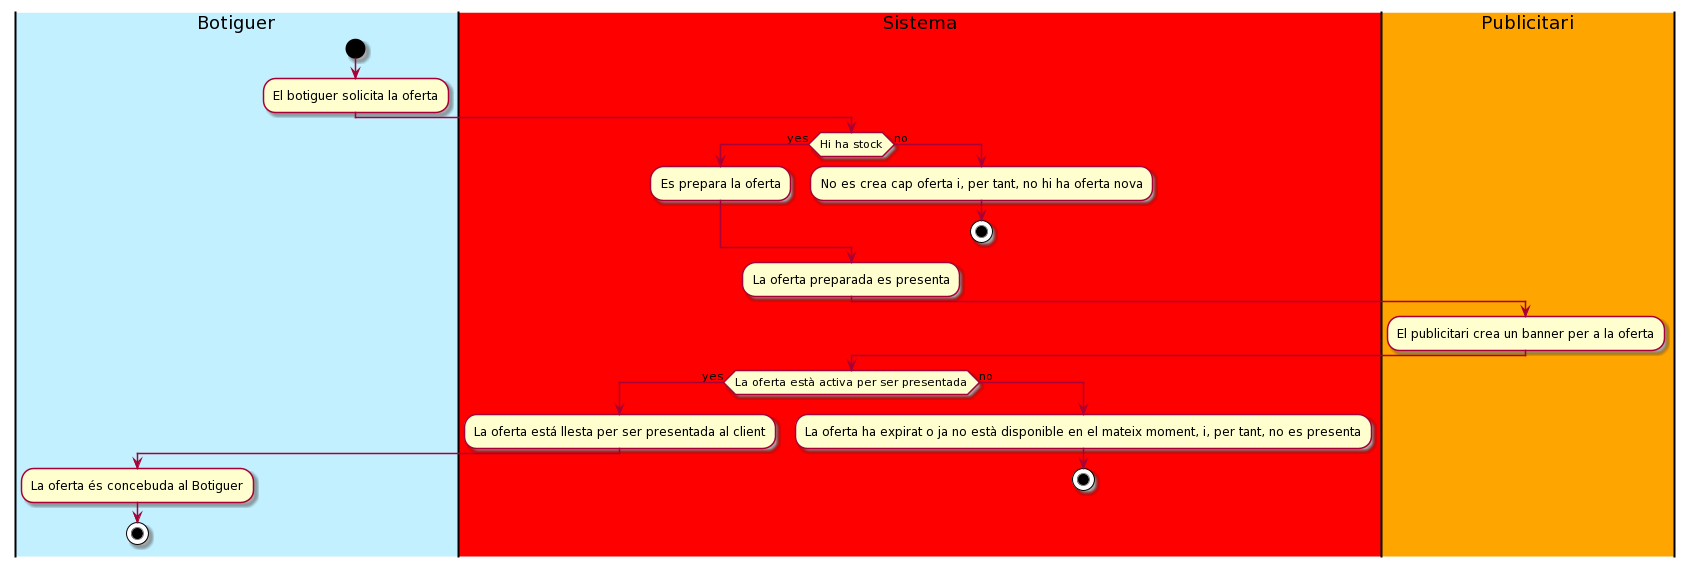 Botiguer
Sistema
Publicitari
El botiguer solicita la oferta
yes
Hi ha stock
no
Es prepara la oferta
No es crea cap oferta i, per tant, no hi ha oferta nova
La oferta preparada es presenta
El publicitari crea un banner per a la oferta
yes
La oferta està activa per ser presentada
no
La oferta está llesta per ser presentada al client
La oferta ha expirat o ja no està disponible en el mateix moment, i, per tant, no es presenta
La oferta és concebuda al Botiguer